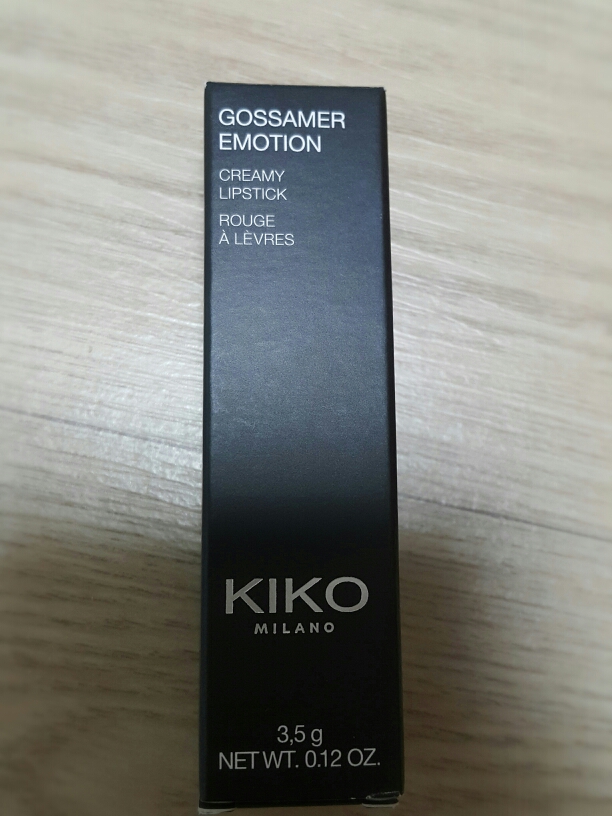 GOSSAMER
EMOTION
CREAMY
LIPSTICK
ROUGE
À LÈVRES
KIKO
MILANO
3,5 g
NET WT. 0.12 OZ.